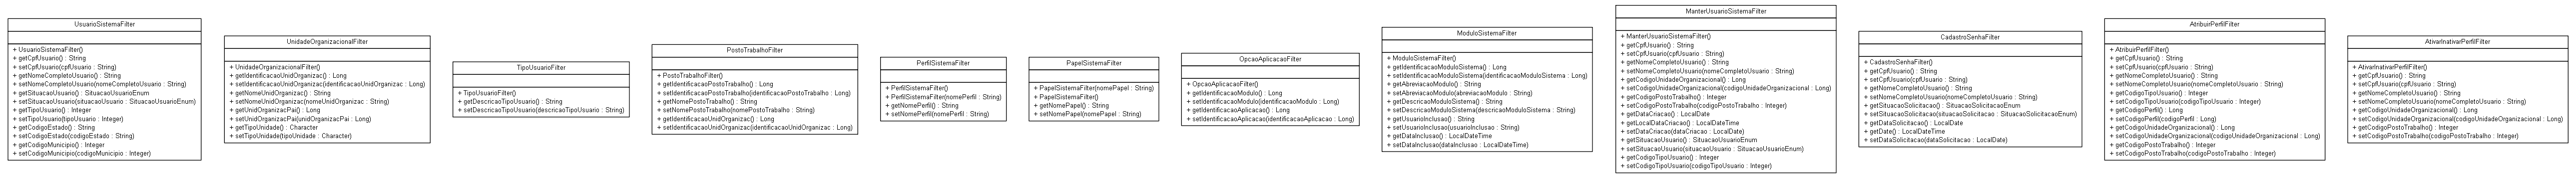 UsuarioSistemaFilter
+ UsuarioSistemaFilter()
+ getCpfUsuario() : String
+ setCpfUsuario(cpfUsuario : String)
+ getNomeCompletoUsuario() : String
+ setNomeCompletoUsuario(nomeCompletoUsuario : String)
+ getSituacaoUsuario() : SituacaoUsuarioEnum
+ setSituacaoUsuario(situacaoUsuario : SituacaoUsuarioEnum)
+ getTipoUsuario() : Integer
+ setTipoUsuario(tipoUsuario : Integer)
+ getCodigoEstado() : String
+ setCodigoEstado(codigoEstado : String)
+ getCodigoMunicipio() : Integer
+ setCodigoMunicipio(codigoMunicipio : Integer)
UnidadeOrganizacionalFilter
+ UnidadeOrganizacionalFilter()
+ getIdentificacaoUnidOrganizac() : Long
+ setIdentificacaoUnidOrganizac(identificacaoUnidOrganizac : Long)
+ getNomeUnidOrganizac() : String
+ setNomeUnidOrganizac(nomeUnidOrganizac : String)
+ getUnidOrganizacPai() : Long
+ setUnidOrganizacPai(unidOrganizacPai : Long)
+ getTipoUnidade() : Character
+ setTipoUnidade(tipoUnidade : Character)
TipoUsuarioFilter
+ TipoUsuarioFilter()
+ getDescricaoTipoUsuario() : String
+ setDescricaoTipoUsuario(descricaoTipoUsuario : String)
PostoTrabalhoFilter
+ PostoTrabalhoFilter()
+ getIdentificacaoPostoTrabalho() : Long
+ setIdentificacaoPostoTrabalho(identificacaoPostoTrabalho : Long)
+ getNomePostoTrabalho() : String
+ setNomePostoTrabalho(nomePostoTrabalho : String)
+ getIdentificacaoUnidOrganizac() : Long
+ setIdentificacaoUnidOrganizac(identificacaoUnidOrganizac : Long)
PerfilSistemaFilter
+ PerfilSistemaFilter()
+ PerfilSistemaFilter(nomePerfil : String)
+ getNomePerfil() : String
+ setNomePerfil(nomePerfil : String)
PapelSistemaFilter
+ PapelSistemaFilter(nomePapel : String)
+ PapelSistemaFilter()
+ getNomePapel() : String
+ setNomePapel(nomePapel : String)
OpcaoAplicacaoFilter
+ OpcaoAplicacaoFilter()
+ getIdentificacaoModulo() : Long
+ setIdentificacaoModulo(identificacaoModulo : Long)
+ getIdentificacaoAplicacao() : Long
+ setIdentificacaoAplicacao(identificacaoAplicacao : Long)
ModuloSistemaFilter
+ ModuloSistemaFilter()
+ getIdentificacaoModuloSistema() : Long
+ setIdentificacaoModuloSistema(identificacaoModuloSistema : Long)
+ getAbreviacaoModulo() : String
+ setAbreviacaoModulo(abreviacaoModulo : String)
+ getDescricaoModuloSistema() : String
+ setDescricaoModuloSistema(descricaoModuloSistema : String)
+ getUsuarioInclusao() : String
+ setUsuarioInclusao(usuarioInclusao : String)
+ getDataInclusao() : LocalDateTime
+ setDataInclusao(dataInclusao : LocalDateTime)
ManterUsuarioSistemaFilter
+ ManterUsuarioSistemaFilter()
+ getCpfUsuario() : String
+ setCpfUsuario(cpfUsuario : String)
+ getNomeCompletoUsuario() : String
+ setNomeCompletoUsuario(nomeCompletoUsuario : String)
+ getCodigoUnidadeOrganizacional() : Long
+ setCodigoUnidadeOrganizacional(codigoUnidadeOrganizacional : Long)
+ getCodigoPostoTrabalho() : Integer
+ setCodigoPostoTrabalho(codigoPostoTrabalho : Integer)
+ getDataCriacao() : LocalDate
+ getLocalDataCriacao() : LocalDateTime
+ setDataCriacao(dataCriacao : LocalDate)
+ getSituacaoUsuario() : SituacaoUsuarioEnum
+ setSituacaoUsuario(situacaoUsuario : SituacaoUsuarioEnum)
+ getCodigoTipoUsuario() : Integer
+ setCodigoTipoUsuario(codigoTipoUsuario : Integer)
CadastroSenhaFilter
+ CadastroSenhaFilter()
+ getCpfUsuario() : String
+ setCpfUsuario(cpfUsuario : String)
+ getNomeCompletoUsuario() : String
+ setNomeCompletoUsuario(nomeCompletoUsuario : String)
+ getSituacaoSolicitacao() : SituacaoSolicitacaoEnum
+ setSituacaoSolicitacao(situacaoSolicitacao : SituacaoSolicitacaoEnum)
+ getDataSolicitacao() : LocalDate
+ getDate() : LocalDateTime
+ setDataSolicitacao(dataSolicitacao : LocalDate)
AtribuirPerfilFilter
+ AtribuirPerfilFilter()
+ getCpfUsuario() : String
+ setCpfUsuario(cpfUsuario : String)
+ getNomeCompletoUsuario() : String
+ setNomeCompletoUsuario(nomeCompletoUsuario : String)
+ getCodigoTipoUsuario() : Integer
+ setCodigoTipoUsuario(codigoTipoUsuario : Integer)
+ getCodigoPerfil() : Long
+ setCodigoPerfil(codigoPerfil : Long)
+ getCodigoUnidadeOrganizacional() : Long
+ setCodigoUnidadeOrganizacional(codigoUnidadeOrganizacional : Long)
+ getCodigoPostoTrabalho() : Integer
+ setCodigoPostoTrabalho(codigoPostoTrabalho : Integer)
AtivarInativarPerfilFilter
+ AtivarInativarPerfilFilter()
+ getCpfUsuario() : String
+ setCpfUsuario(cpfUsuario : String)
+ getNomeCompletoUsuario() : String
+ setNomeCompletoUsuario(nomeCompletoUsuario : String)
+ getCodigoUnidadeOrganizacional() : Long
+ setCodigoUnidadeOrganizacional(codigoUnidadeOrganizacional : Long)
+ getCodigoPostoTrabalho() : Integer
+ setCodigoPostoTrabalho(codigoPostoTrabalho : Integer)